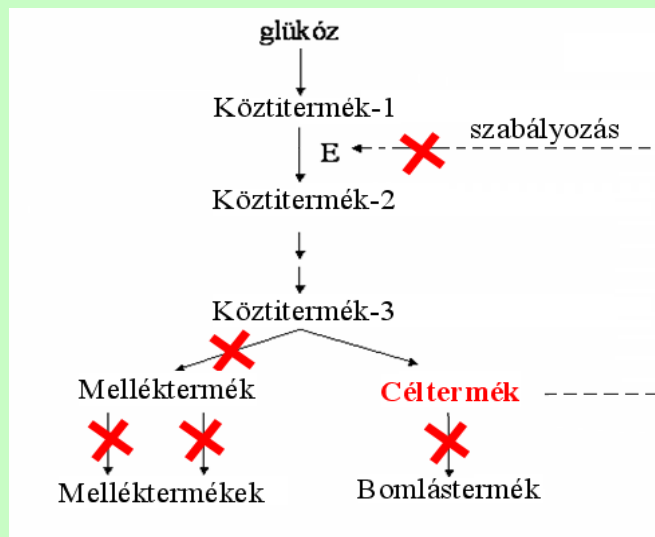 glükóz
Köztitermék-1
szabályozás
E
Köztitermék-2
Köztitermék-3
Melléktermék
Céltermék
Melléktermékek
Bomlástermék